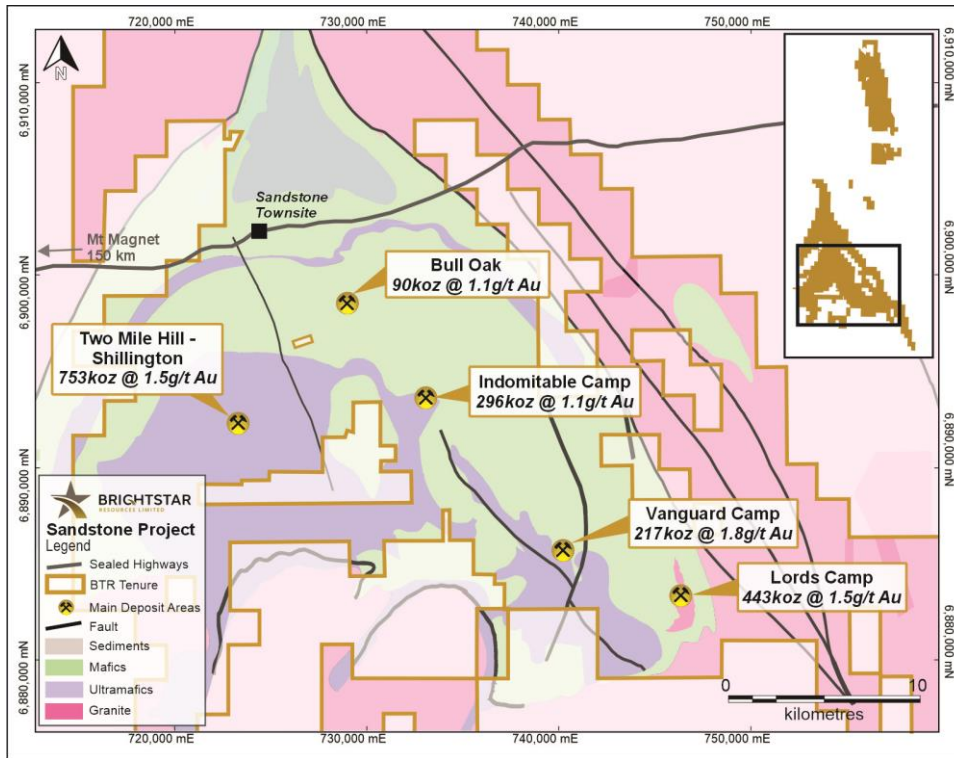 720,000 mE
730,000 mE
740,000 mE
750,000 mE
6,910,000 mN
6,910,000 mN
N
Sandstone
Townsite
Mt Magnet
150 km
6,900,000 mN
6,900,000 mN
Bull Oak
90koz @ 1.1g/t Au
Two Mile Hill -
Shillington
753koz @ 1.5g/t Au
Indomitable Camp
296koz @ 1.1g/t Au
6,890,000 mN
6,890,000 mN
Vanguard Camp
217koz @ 1.8g/t Au
Lords Camp
443koz @ 1.5g/t Au
BRIGHTSTAR
RESOURCES LIMITED
Sandstone Project
Legend
Sealed Highways
BTR Tenure
Main Deposit Areas
Fault
Sediments
Mafics
Ultramafics
Granite
6,880,000 mN
6,880,000 mN
0 10
kilometres
720,000 mE
730,000 mE
740,000 mE
750,000 mE